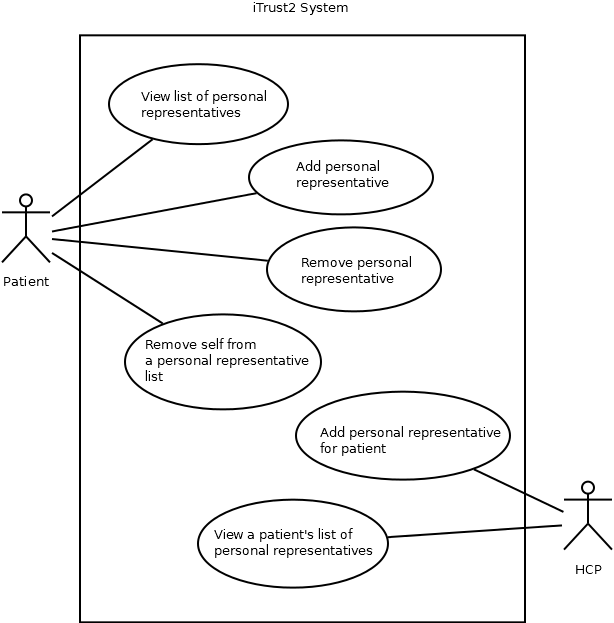 iTrust2 System
View list of personal
representatives
Add personal
representative
Remove personal
representative
Patient
Remove self from
a personal representative
list
Add personal representative
for patient
View a patient's list of
personal representatives
HCP